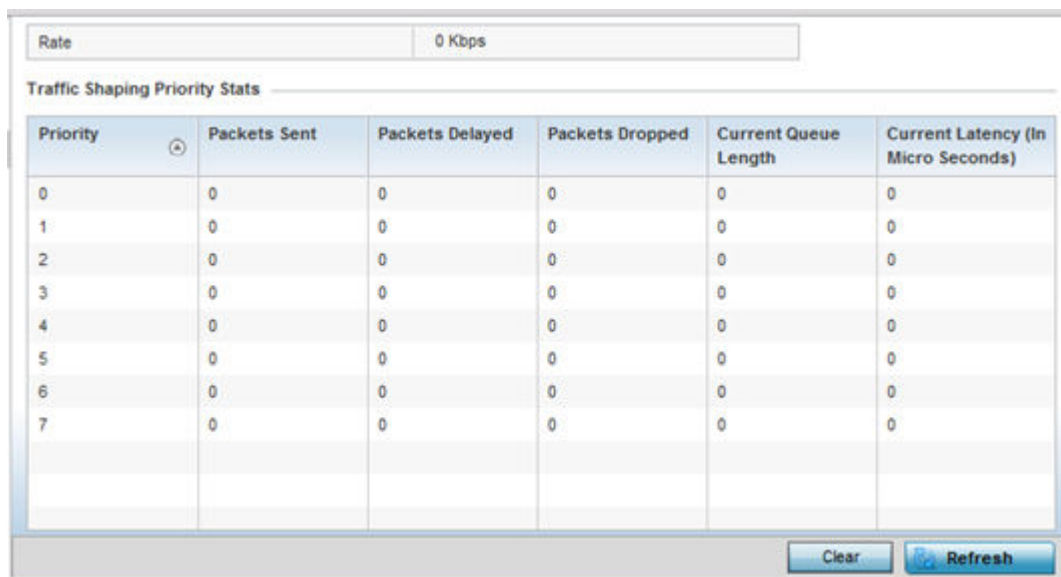 Rate 0 Kbps
Traffic Shaping Priority Stats
Priority Packets Sent Packets Delayed Packets Dropped Current Queue Length Current Latency (In Micro Seconds)
0 0 0 0 0 0
1 0 0 0 0 0
2 0 0 0 0 0
3 0 0 0 0 0
4 0 0 0 0 0
5 0 0 0 0 0
6 0 0 0 0 0
7 0 0 0 0 0
Clear Refresh